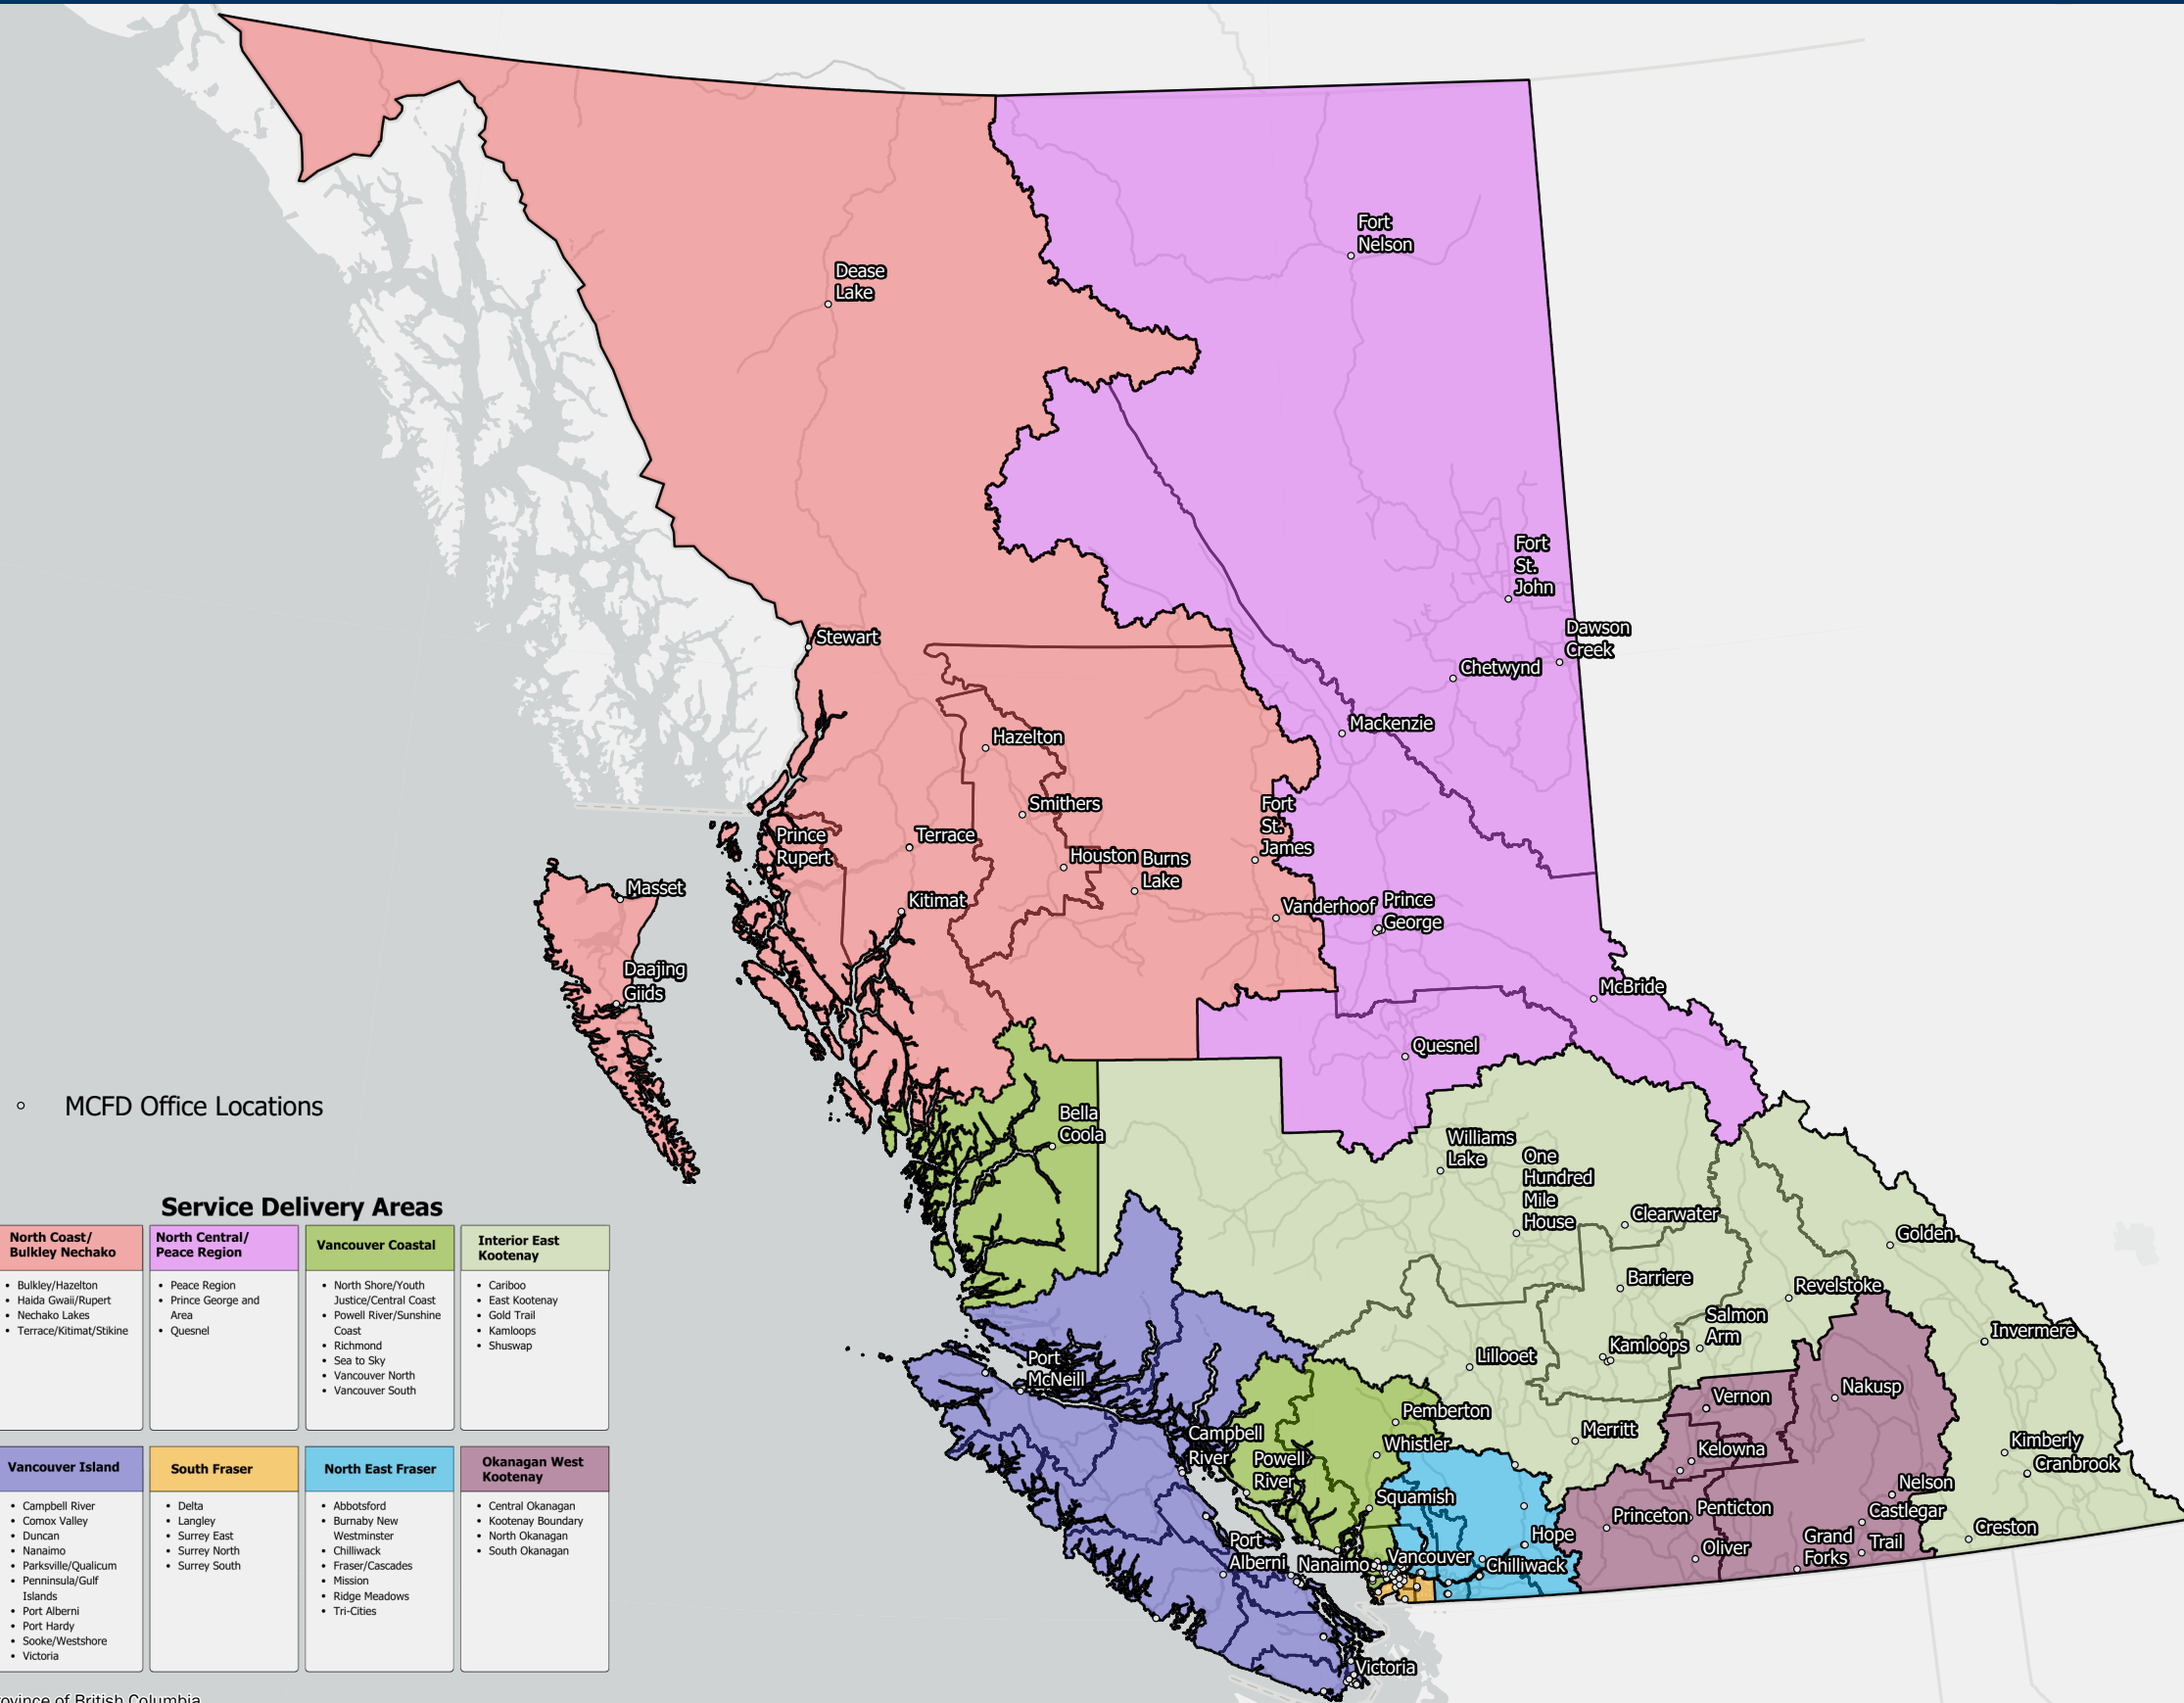 Fort
Nelson
Dease
Lake
Fort
St.
John
Dawson
Creek
Stewart
Chetwynd
Mackenzie
Hazelton
Smithers
Fort
St.
James
Prince
Rupert
Terrace
Houston
Burns
Lake
Masset
Kitimat
Vanderhoof
Prince
George
Daajing
Giids
McBride
Quesnel
MCFD Office Locations
Bella
Coola
Williams
Lake
One
Hundred
Mile
House
Clearwater
Golden
Barriere
Revelstoke
Salmon
Arm
Invermere
Kamloops
Lillooet
Port
McNeill
Nakusp
Vernon
Pemberton
Merritt
Campbell
River
Whistler
Kelowna
Kimberly
Cranbrook
Powell
River
Nelson
Squamish
Princeton
Penticton
Castlegar
Creston
Hope
Grand
Forks
Trail
Oliver
Port
Alberni
Nanaimo
Vancouver
Chilliwack
Victoria
Service Delivery Areas
North Coast/
Bulkley Nechako
• Bulkley/Hazelton
• Haida Gwaii/Rupert
• Nechako Lakes
• Terrace/Kitimat/Stikine
North Central/
Peace Region
• Peace Region
• Prince George and
Area
• Quesnel
Vancouver Coastal
• North Shore/Youth
Justice/Central Coast
• Powell River/Sunshine
Coast
• Richmond
• Sea to Sky
• Vancouver North
• Vancouver South
Interior East
Kootenay
• Cariboo
• East Kootenay
• Gold Trail
• Kamloops
• Shuswap
Vancouver Island
• Campbell River
• Comox Valley
• Duncan
• Nanaimo
• Parksville/Qualicum
• Penninsula/Gulf
Islands
• Port Alberni
• Port Hardy
• Sooke/Westshore
• Victoria
South Fraser
• Delta
• Langley
• Surrey East
• Surrey North
• Surrey South
North East Fraser
• Abbotsford
• Burnaby New
Westminster
• Chilliwack
• Fraser/Cascades
• Mission
• Ridge Meadows
• Tri-Cities
Okanagan West
Kootenay
• Central Okanagan
• Kootenay Boundary
• North Okanagan
• South Okanagan
of British Columbia